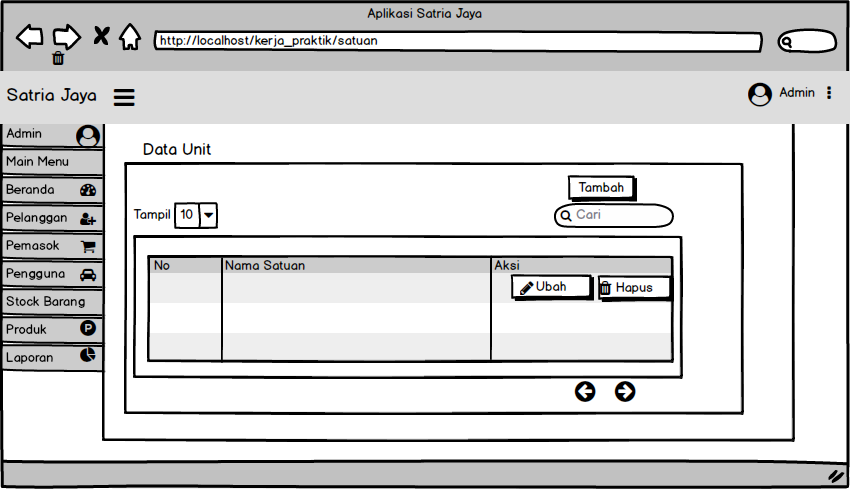 Aplikasi Satria Jaya
http://localhost/kerja_praktik/satuan
Satria Jaya
Admin
Admin
Main Menu
Beranda
Pelanggan
Pemasok
Pengguna
Stock Barang
Produk
P
Laporan
Data Unit
Tambah
Tampil 10
Cari
No Nama Satuan Aksi
Ubah Hapus